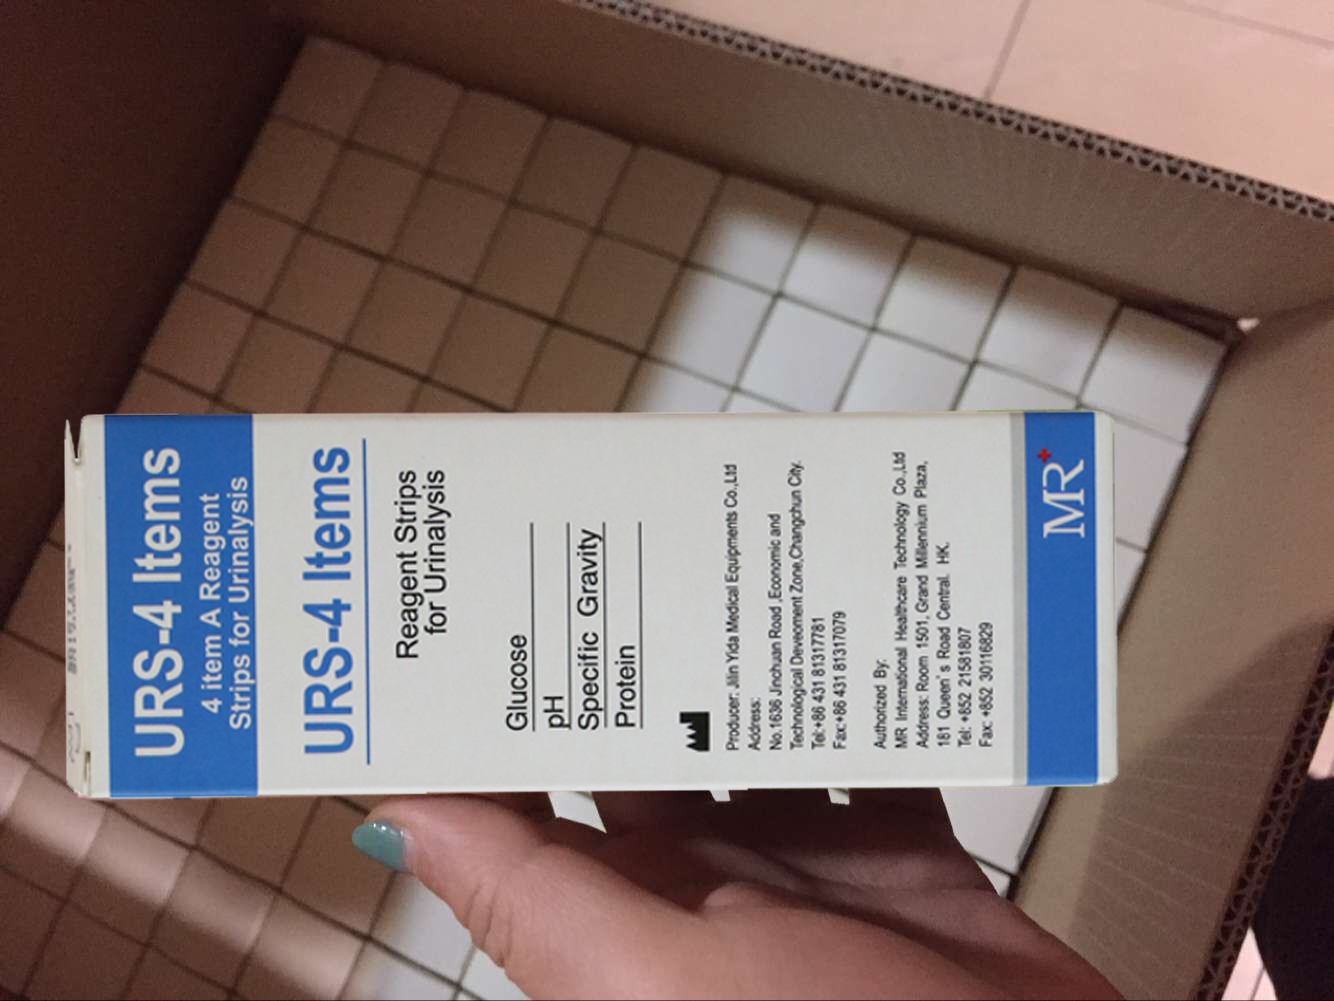 URS-4 Items
4 item A Reagent
Strips for Urinalysis
URS-4 Items
Reagent Strips
for Urinalysis
Glucose
pH
Specific Gravity
Protein
Producer: Jilin Yida Medical Equipments Co.,Ltd
Address:
No.1636 Jnchuan Road ,Economic and
Technological Deveoment Zone,Changchun City.
Tel:+86 431 81317781
Fax:+86 431 81317079
Authorized By:
MR International Healthcare Technology Co.,Ltd
Address: Room 1501, Grand Millennium Plaza,
181 Queen's Road Central. HK.
Tel: +852 21581807
Fax: +852 30116829
MR+